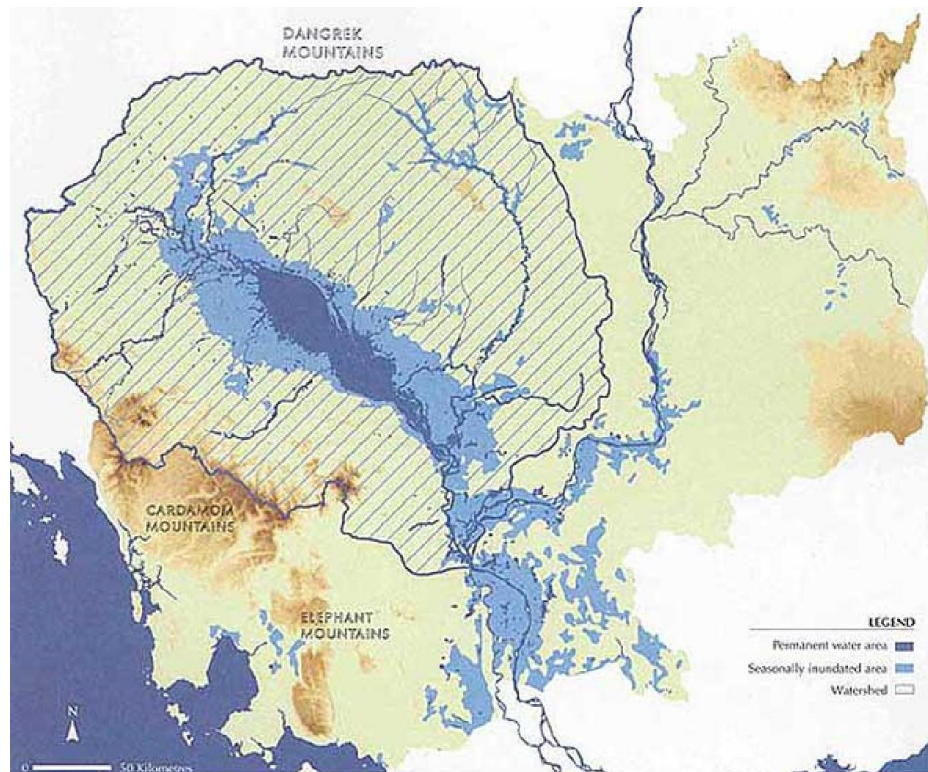 DANGREK
MOUNTAINS
CARDAMOM
MOUNTAINS
ELEPHANT
MOUNTAINS
LEGEND
Permanent water area
Seasonally inundated area
Watershed
N
0 50 Kilometres